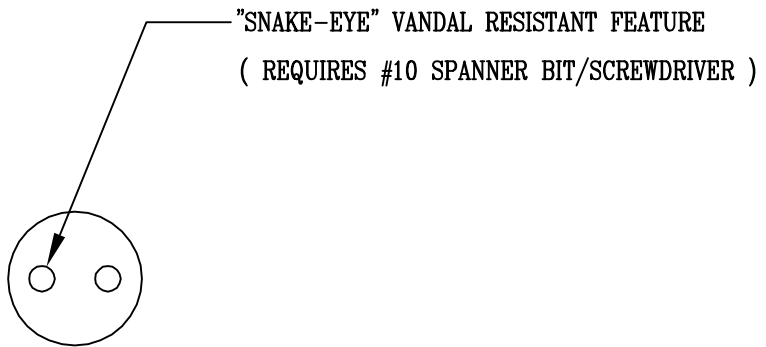 "SNAKE-EYE" VANDAL RESISTANT FEATURE
( REQUIRES #10 SPANNER BIT/SCREWDRIVER )